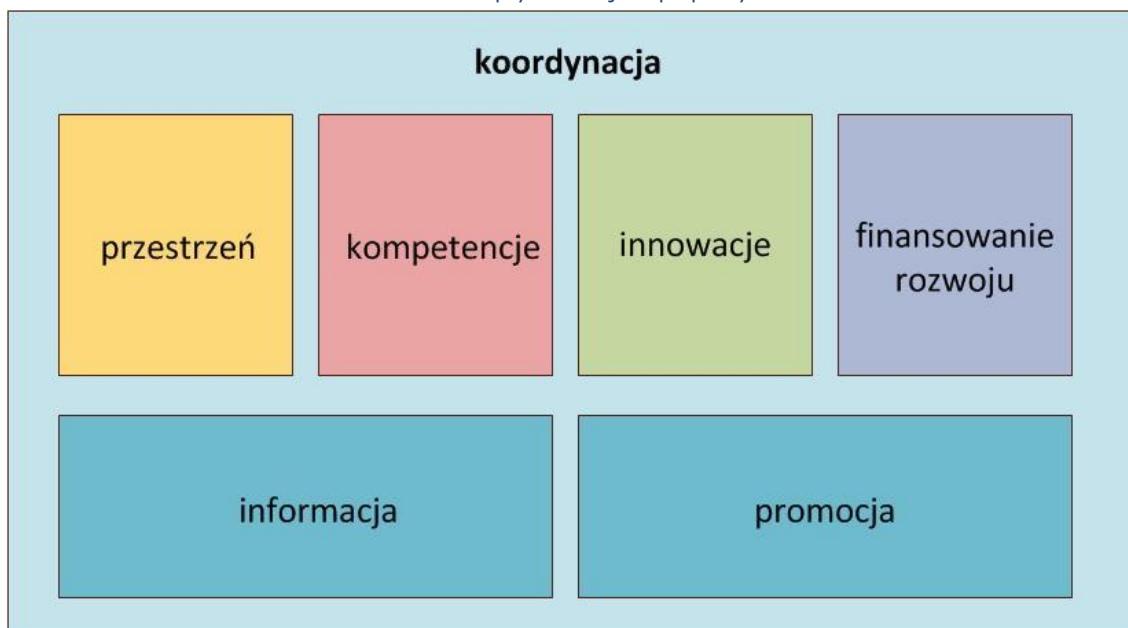 koordynacja
przestrzeń
kompetencje
innowacje
finansowanie
rozwoju
informacja
promocja